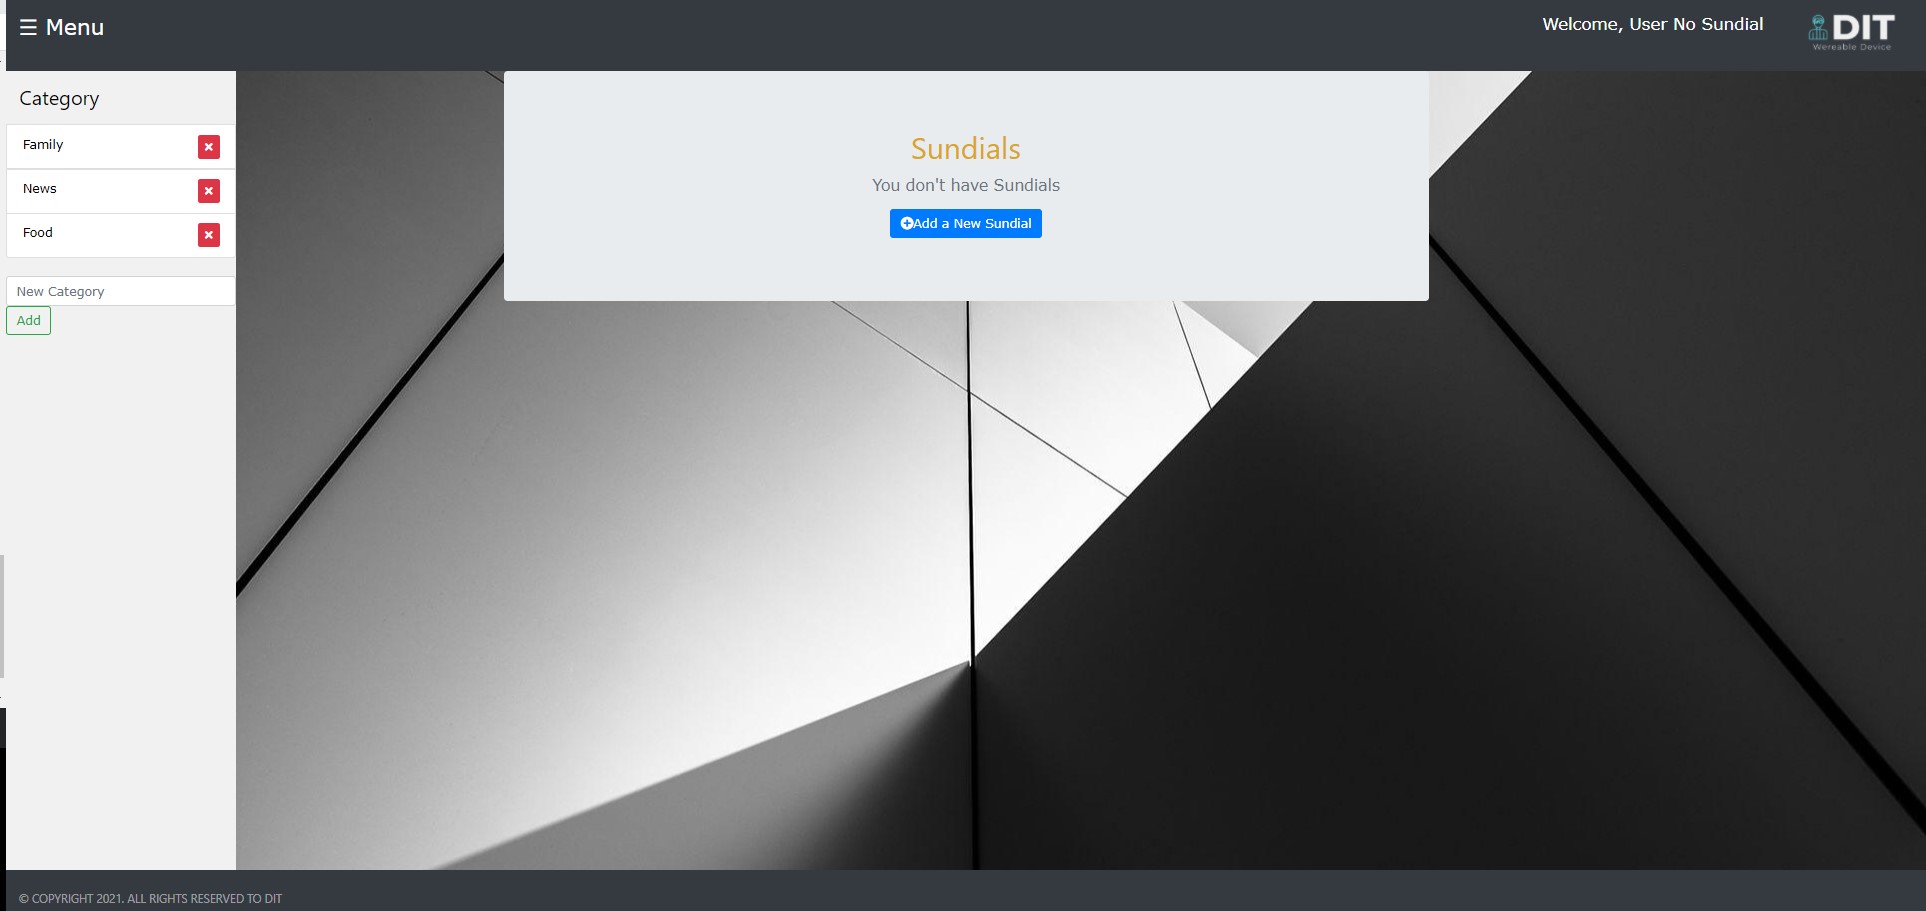 ☰ Menu
Welcome, User No Sundial
DIT
Wereable Device
Category
Family
News
Food
New Category
Add
Sundials
You don't have Sundials
Add a New Sundial
© COPYRIGHT 2021. ALL RIGHTS RESERVED TO DIT